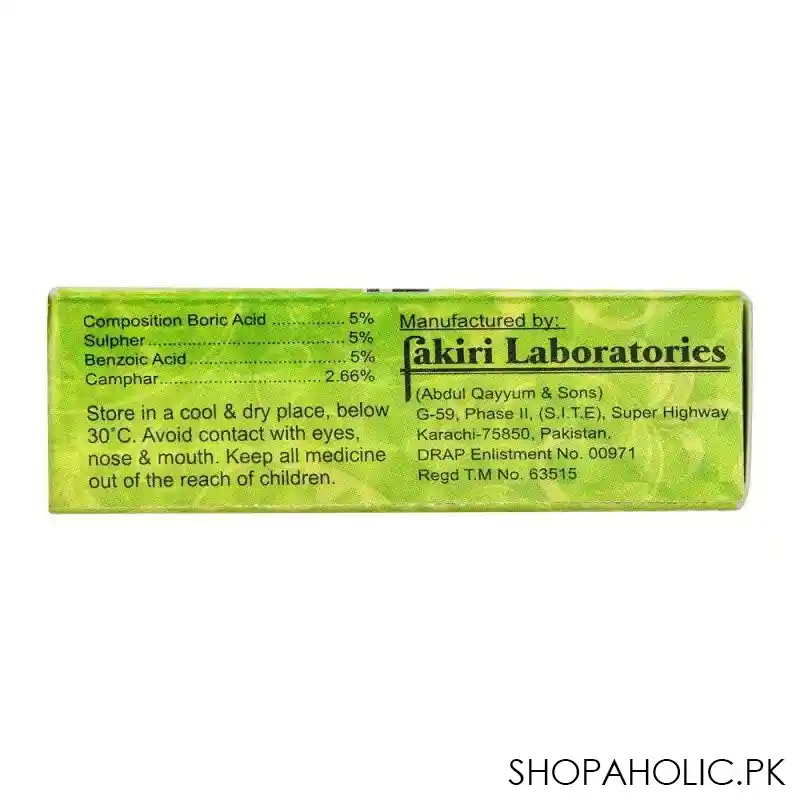 Composition Boric Acid ............... 5%
Sulpher ........................................ 5%
Benzoic Acid ................................ 5%
Camphar ................................. 2.66%
Store in a cool & dry place, below
30°C. Avoid contact with eyes,
nose & mouth. Keep all medicine
out of the reach of children.
Manufactured by:
fakiri Laboratories
(Abdul Qayyum & Sons)
G-59, Phase II, (S.I.T.E), Super Highway
Karachi-75850, Pakistan.
DRAP Enlistment No. 00971
Regd T.M No. 63515
SHOPAHOLIC.PK